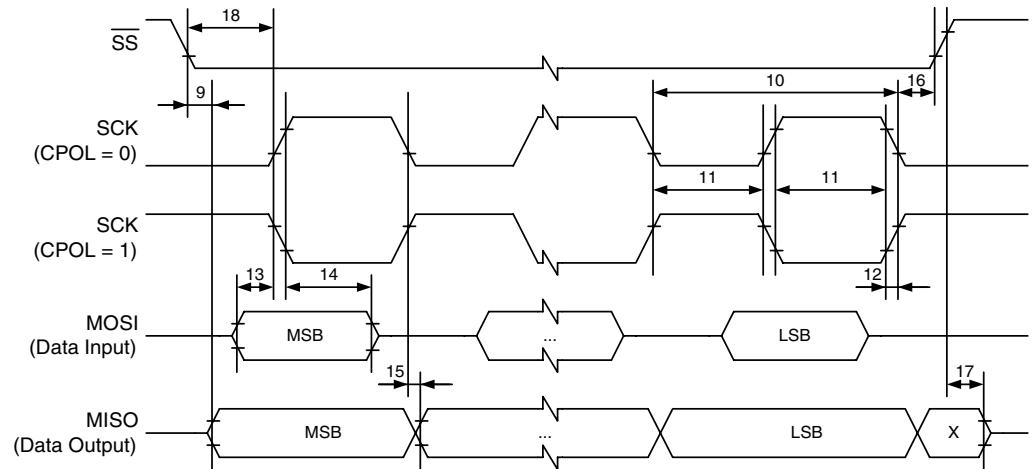 18
SS
10
16
9
SCK
(CPOL = 0)
11
11
SCK
(CPOL = 1)
13
14
12
MOSI
(Data Input)
MSB
...
LSB
15
17
MISO
(Data Output)
MSB
...
LSB
X